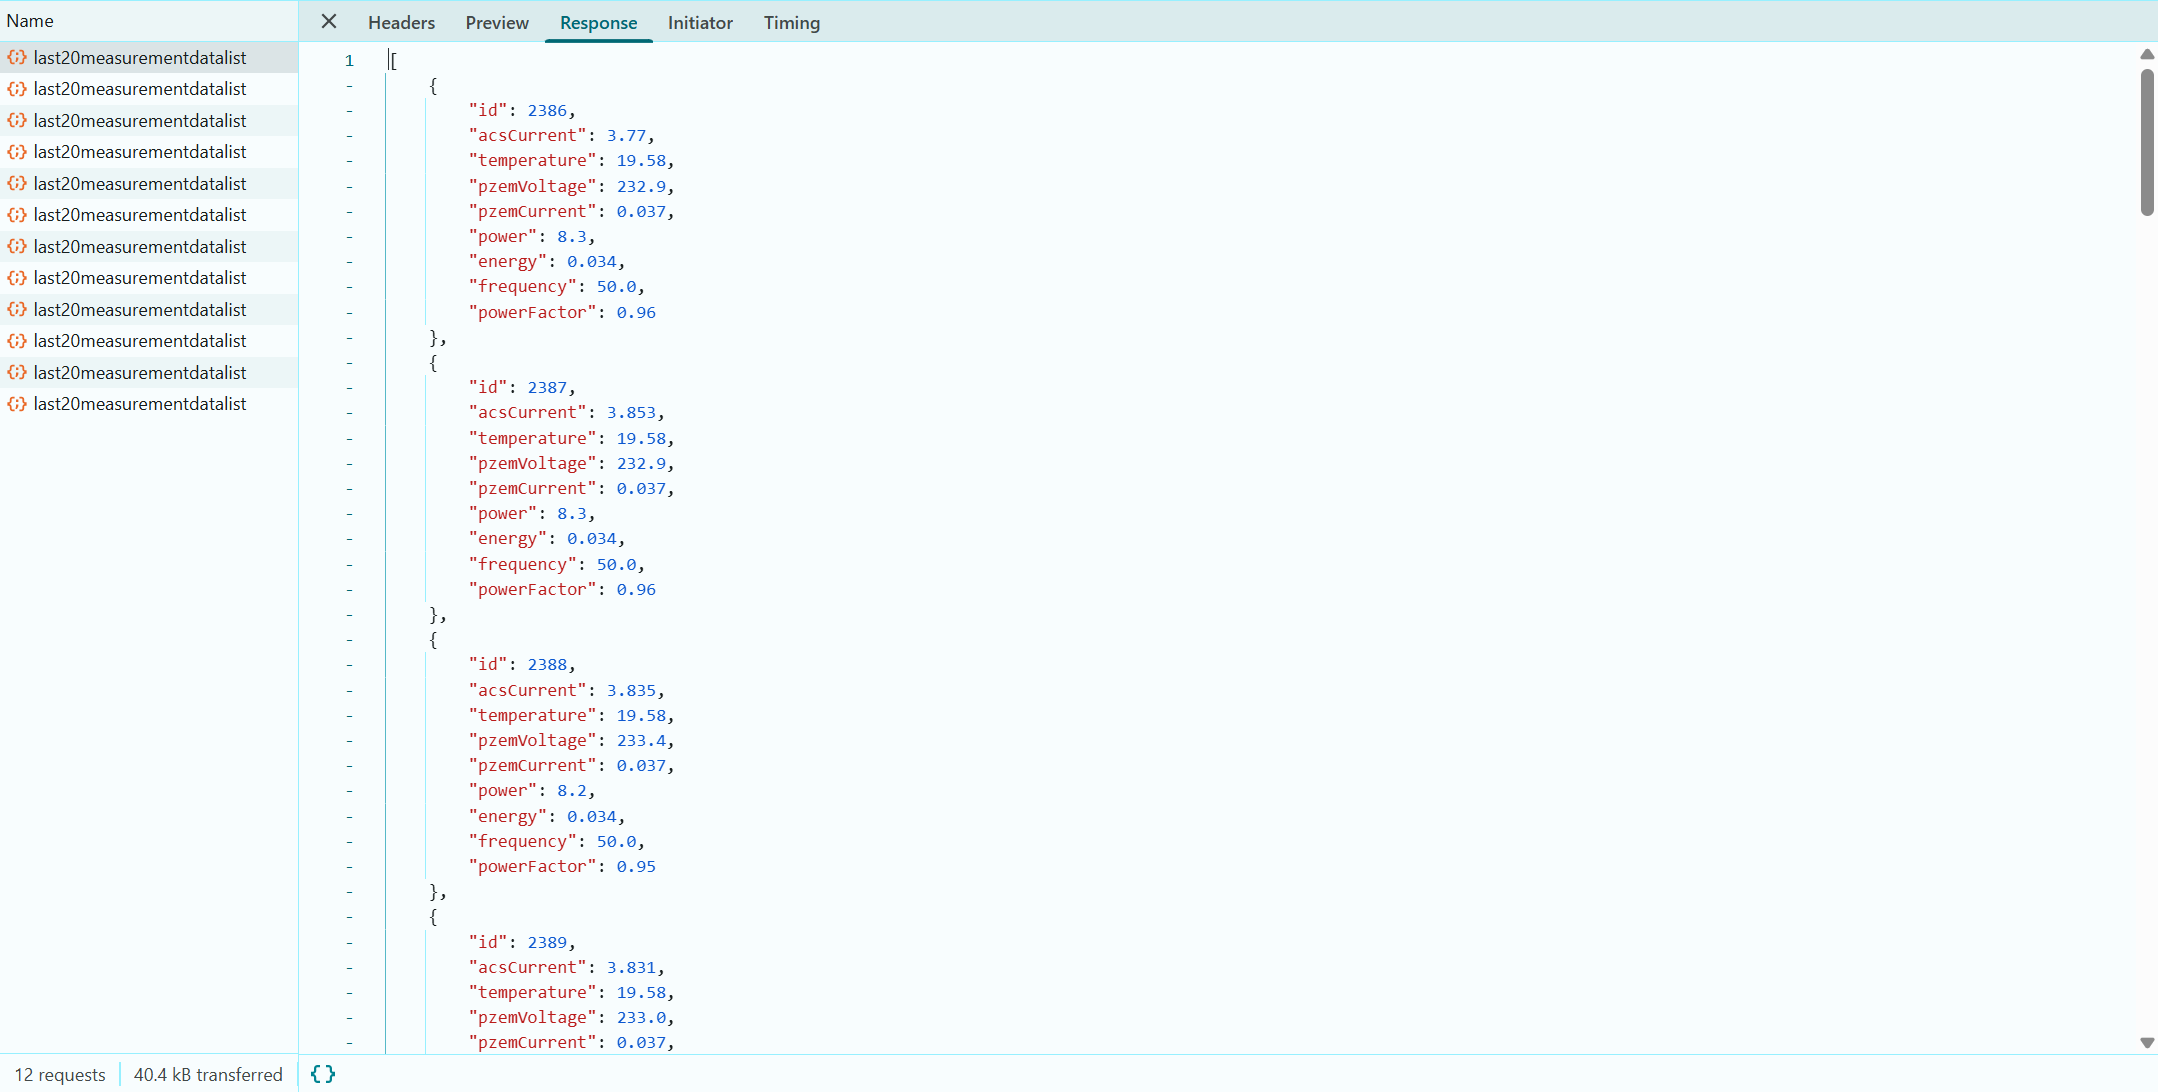 Name
last20measurementdatalist
last20measurementdatalist
last20measurementdatalist
last20measurementdatalist
last20measurementdatalist
last20measurementdatalist
last20measurementdatalist
last20measurementdatalist
last20measurementdatalist
last20measurementdatalist
last20measurementdatalist
last20measurementdatalist
12 requests 40.4 kB transferred
Headers Preview Response Initiator Timing
1 [
- {
- "id": 2386,
- "acsCurrent": 3.77,
- "temperature": 19.58,
- "pzemVoltage": 232.9,
- "pzemCurrent": 0.037,
- "power": 8.3,
- "energy": 0.034,
- "frequency": 50.0,
- "powerFactor": 0.96
- },
- {
- "id": 2387,
- "acsCurrent": 3.853,
- "temperature": 19.58,
- "pzemVoltage": 232.9,
- "pzemCurrent": 0.037,
- "power": 8.3,
- "energy": 0.034,
- "frequency": 50.0,
- "powerFactor": 0.96
- },
- {
- "id": 2388,
- "acsCurrent": 3.835,
- "temperature": 19.58,
- "pzemVoltage": 233.4,
- "pzemCurrent": 0.037,
- "power": 8.2,
- "energy": 0.034,
- "frequency": 50.0,
- "powerFactor": 0.95
- },
- {
- "id": 2389,
- "acsCurrent": 3.831,
- "temperature": 19.58,
- "pzemVoltage": 233.0,
- "pzemCurrent": 0.037,
{ }